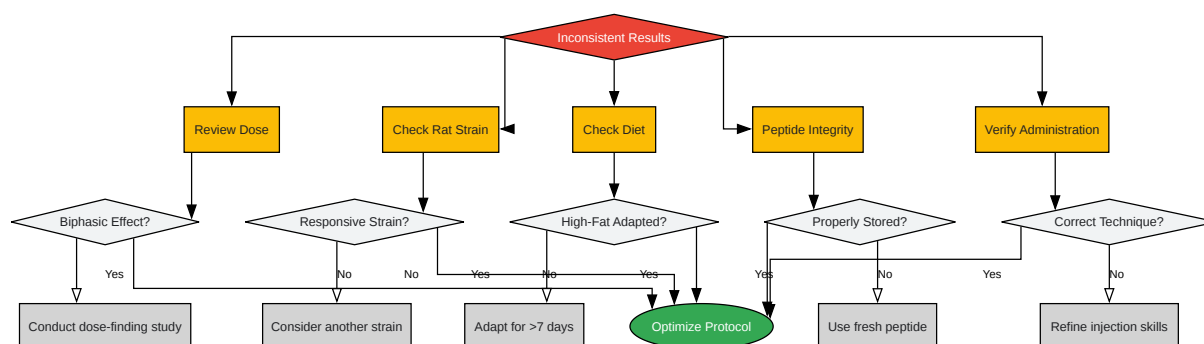 Inconsistent Results
Review Dose
Check Rat Strain
Check Diet
Peptide Integrity
Verify Administration
Biphasic Effect?
Responsive Strain?
High-Fat Adapted?
Properly Stored?
Correct Technique?
Yes
No
No
Yes
No
Yes
Yes
No
Yes
No
Conduct dose-finding study
Consider another strain
Adapt for >7 days
Optimize Protocol
Use fresh peptide
Refine injection skills